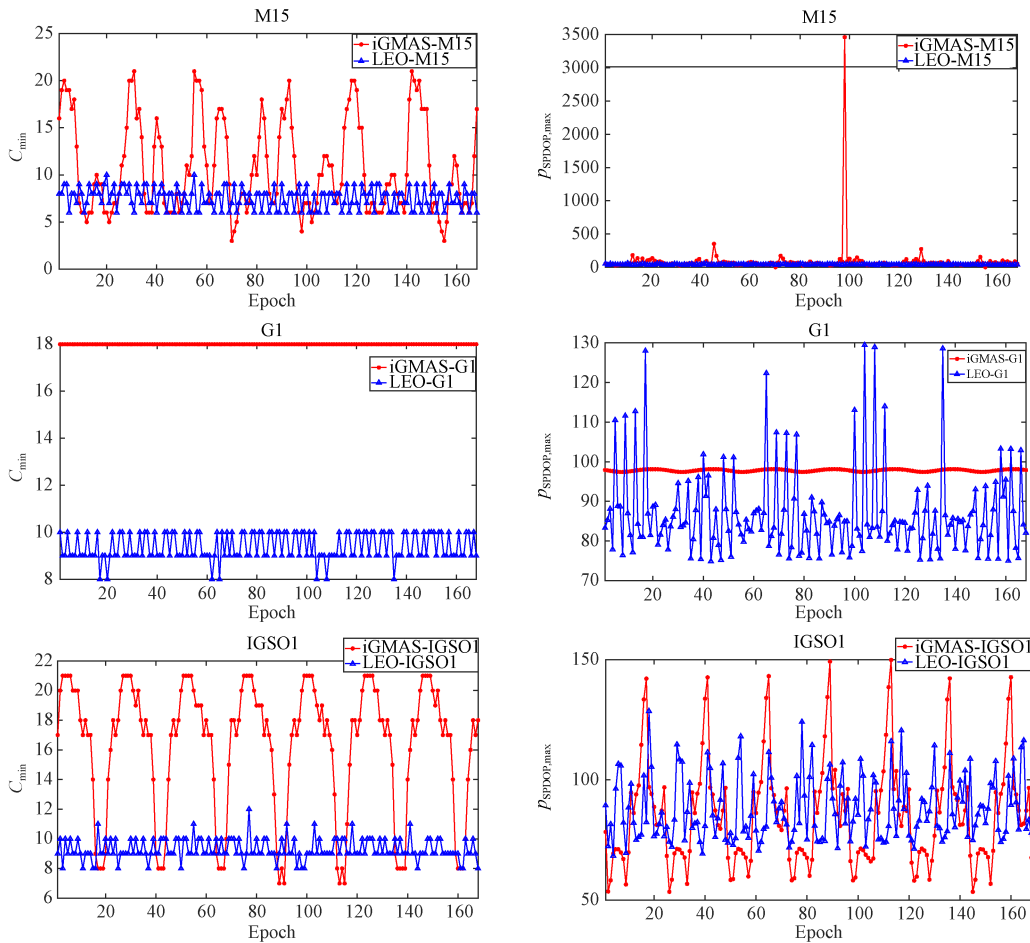 M15
25
20
15
10
5
0
C_min
iGMAS-M15
LEO-M15
20 40 60 80 100 120 140 160
Epoch
M15
3500
3000
2500
2000
1500
1000
500
0
p_SPDOP,max
iGMAS-M15
LEO-M15
20 40 60 80 100 120 140 160
Epoch
G1
18
16
14
12
10
8
C_min
iGMAS-G1
LEO-G1
20 40 60 80 100 120 140 160
Epoch
G1
130
120
110
100
90
80
70
p_SPDOP,max
iGMAS-G1
LEO-G1
20 40 60 80 100 120 140 160
Epoch
IGSO1
22
20
18
16
14
12
10
8
6
C_min
iGMAS-IGSO1
LEO-IGSO1
20 40 60 80 100 120 140 160
Epoch
IGSO1
150
100
50
p_SPDOP,max
iGMAS-IGSO1
LEO-IGSO1
20 40 60 80 100 120 140 160
Epoch